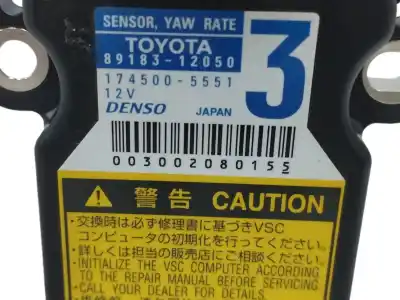 SENSOR, YAW RATE
TOYOTA
89183-12050
174500-5551
12V
DENSO JAPAN
3
003002080155
警告 CAUTION
・交換時は必ず修理書に基づきVSC
コンピュータの初期化を行ってください。
・詳しくは担当の販売店にご相談ください。
・INITIALIZE THE VSC COMPUTER ACCORDING
TO THE REPAIR MANUAL BEFORE SERVICING.
・CALL YOUR DEALER FOR DETAILS.